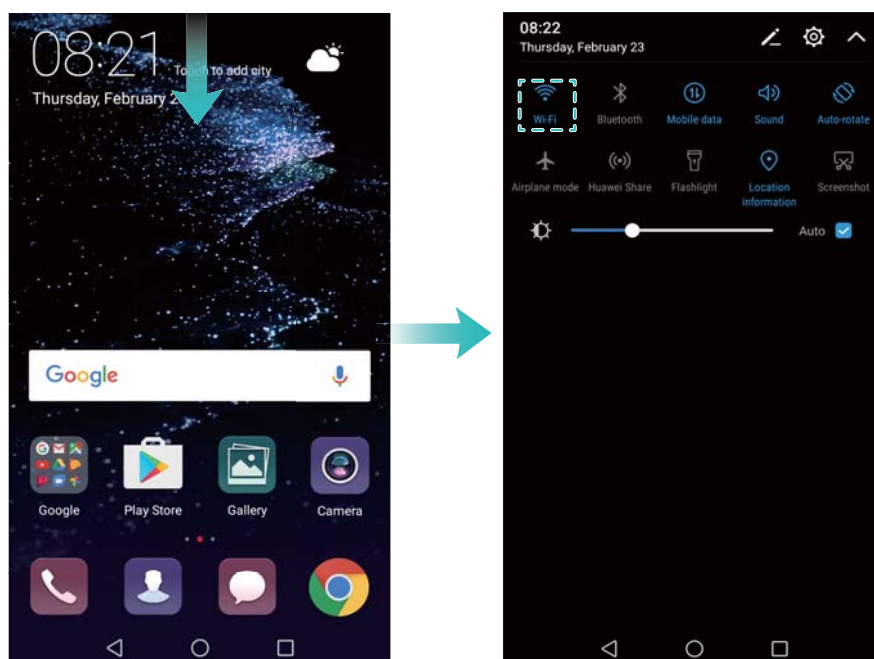 08:21
Touch to add city
Thursday, February 2
Google
Google
Play Store
Gallery
Camera
08:22
Thursday, February 23
Wi-Fi
Bluetooth
Mobile data
Sound
Auto-rotate
Airplane mode
Huawei Share
Flashlight
Location
information
Screenshot
Auto